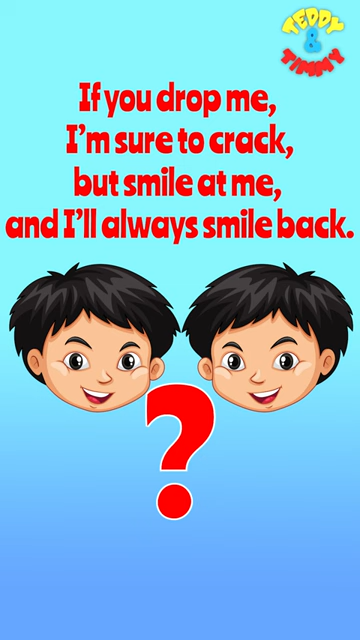 TEDDY
&
TIMMY
If you drop me,
I'm sure to crack,
but smile at me,
and I'll always smile back.
?